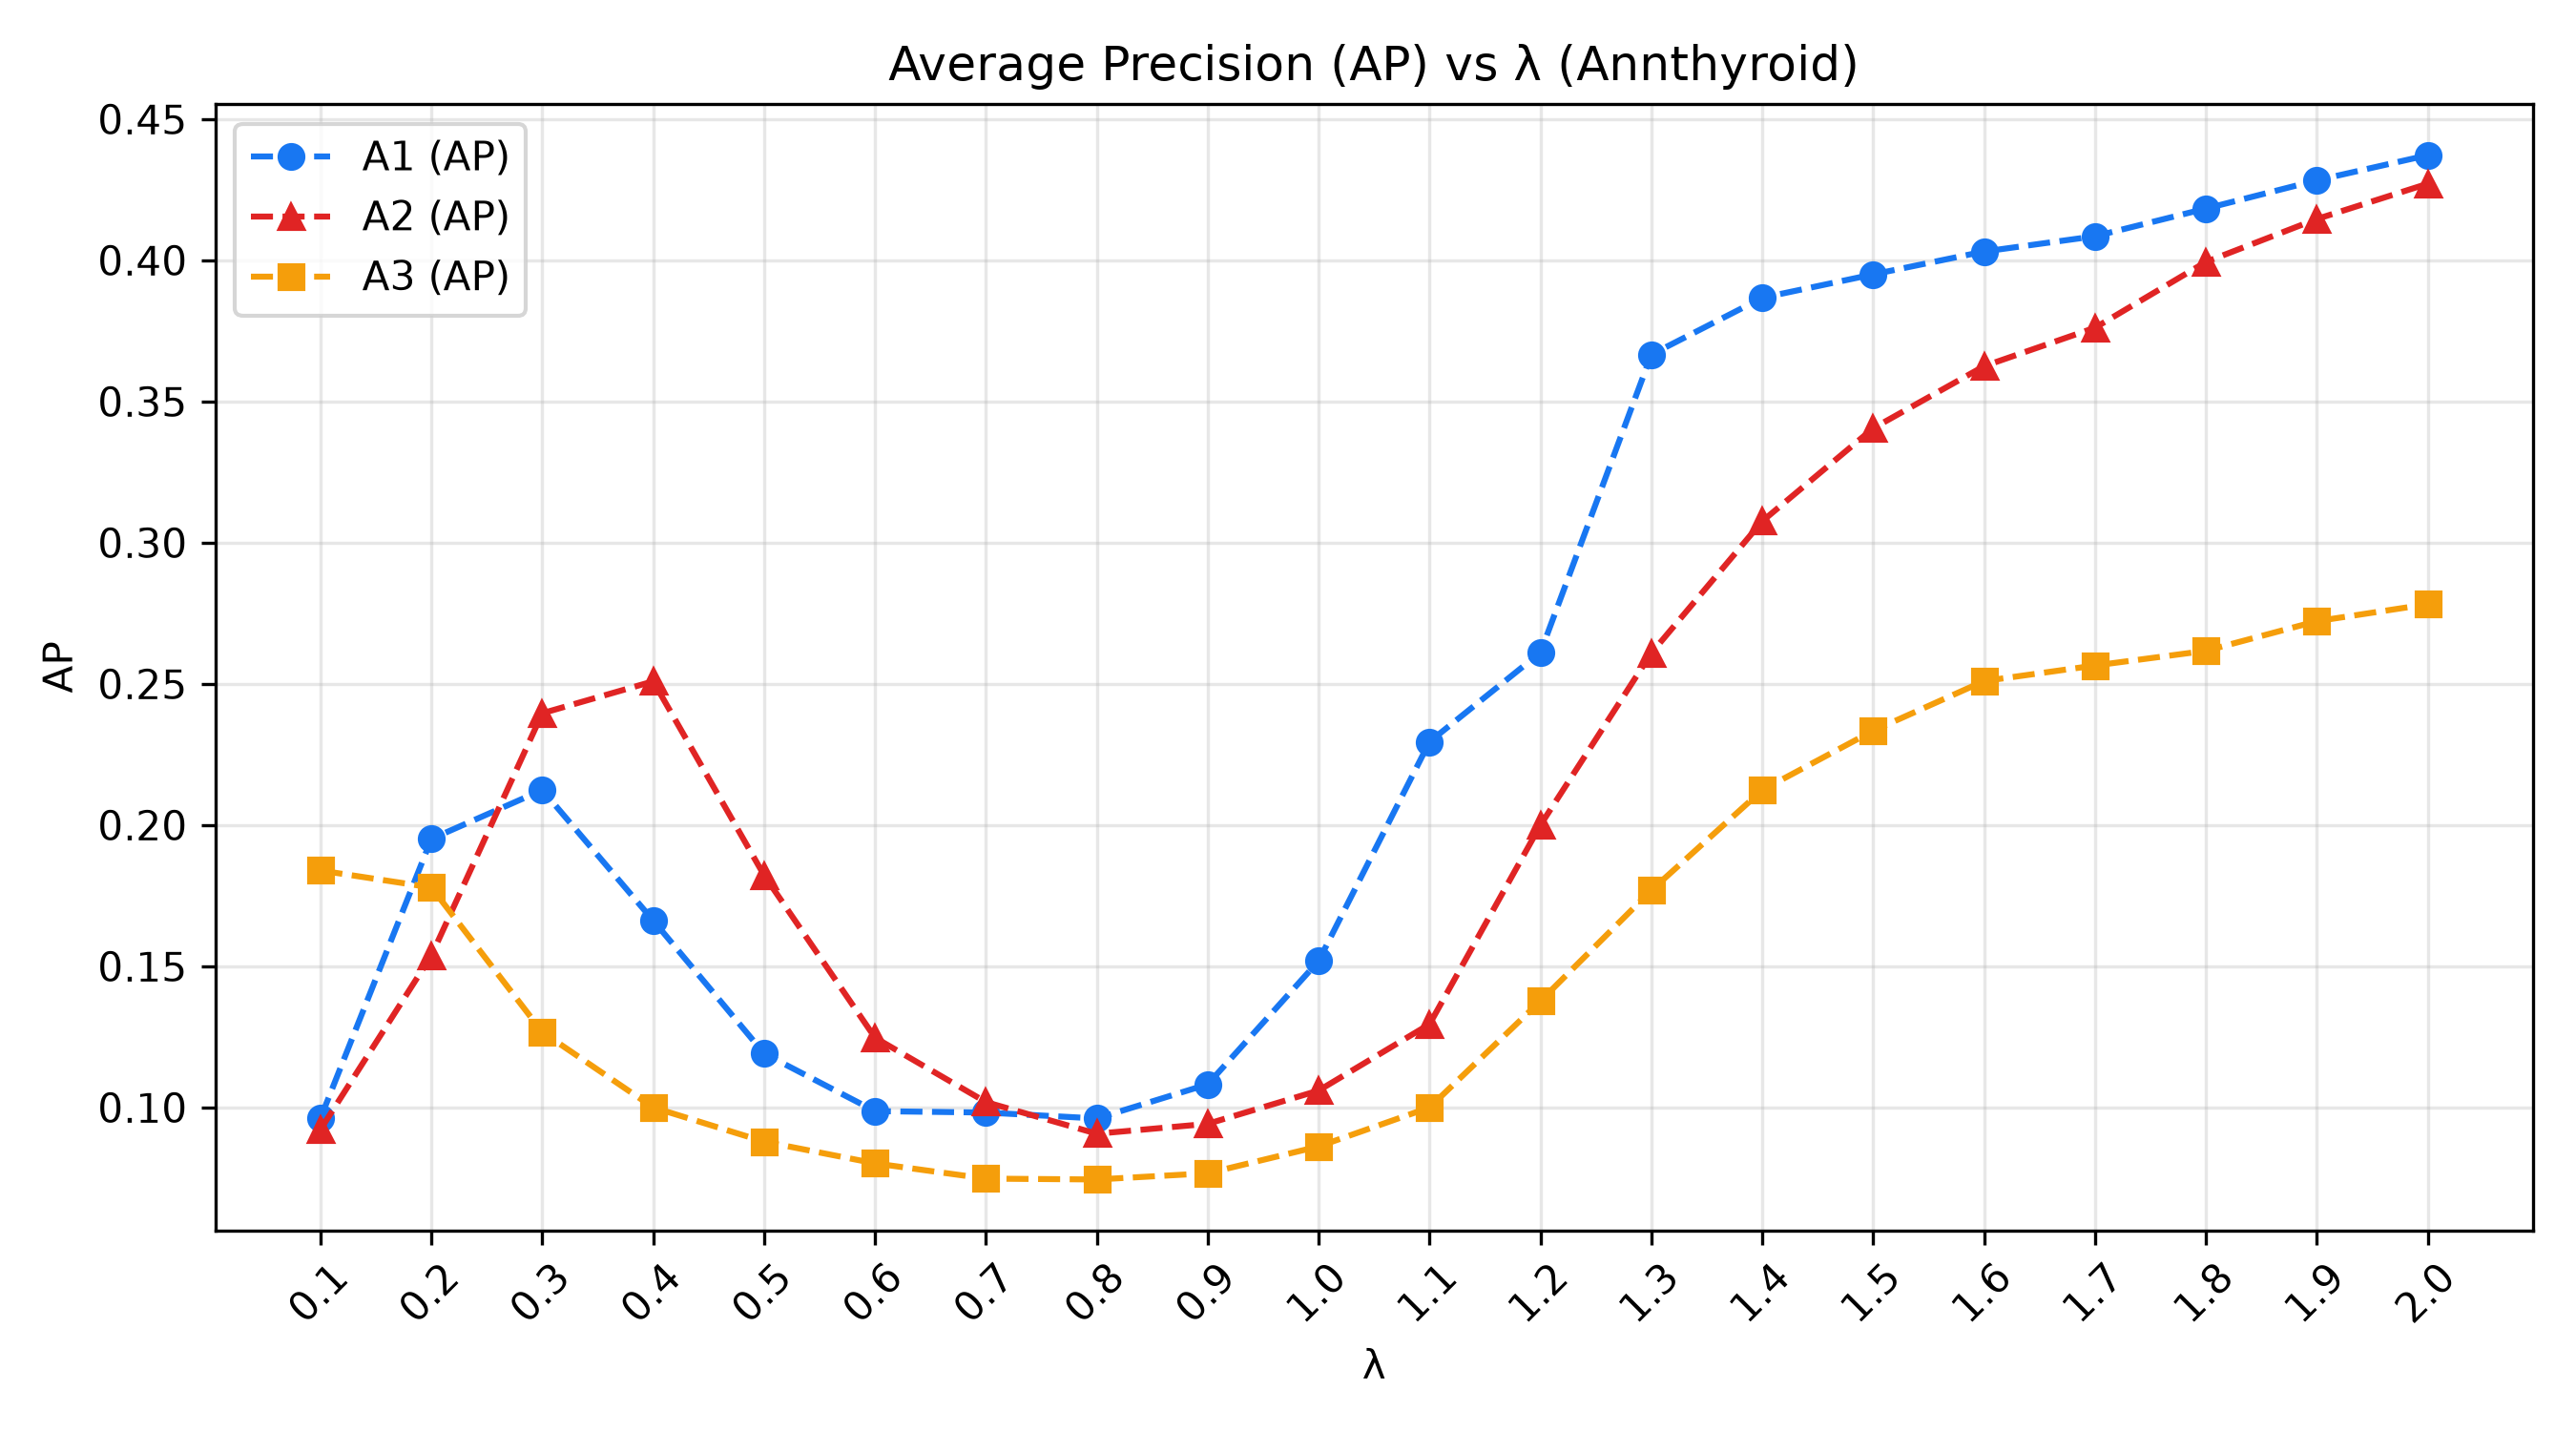 Average Precision (AP) vs λ (Annthyroid)
A1 (AP)
A2 (AP)
A3 (AP)
AP
0.45
0.40
0.35
0.30
0.25
0.20
0.15
0.10
0.1 0.2 0.3 0.4 0.5 0.6 0.7 0.8 0.9 1.0 1.1 1.2 1.3 1.4 1.5 1.6 1.7 1.8 1.9 2.0
λ